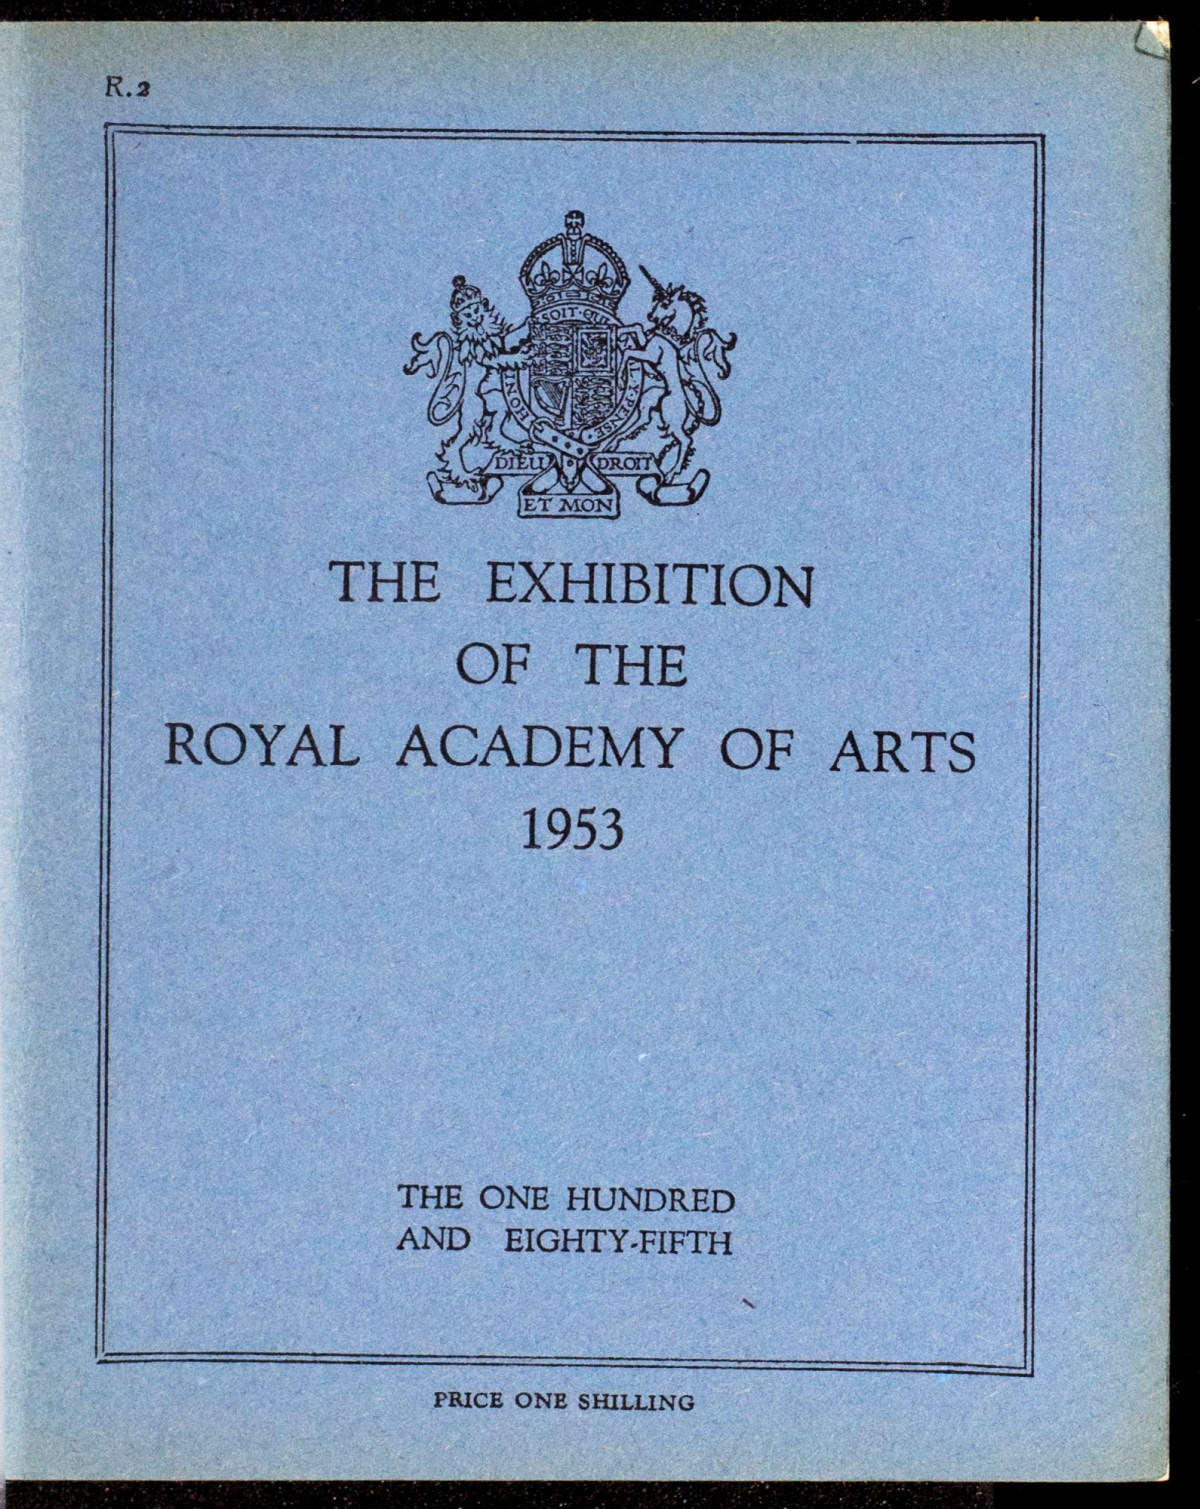 R.2
SOIT·QUI
HONI
LY·PENSE
DIEU DROIT
ET MON
THE EXHIBITION
OF THE
ROYAL ACADEMY OF ARTS
1953
THE ONE HUNDRED
AND EIGHTY-FIFTH
PRICE ONE SHILLING